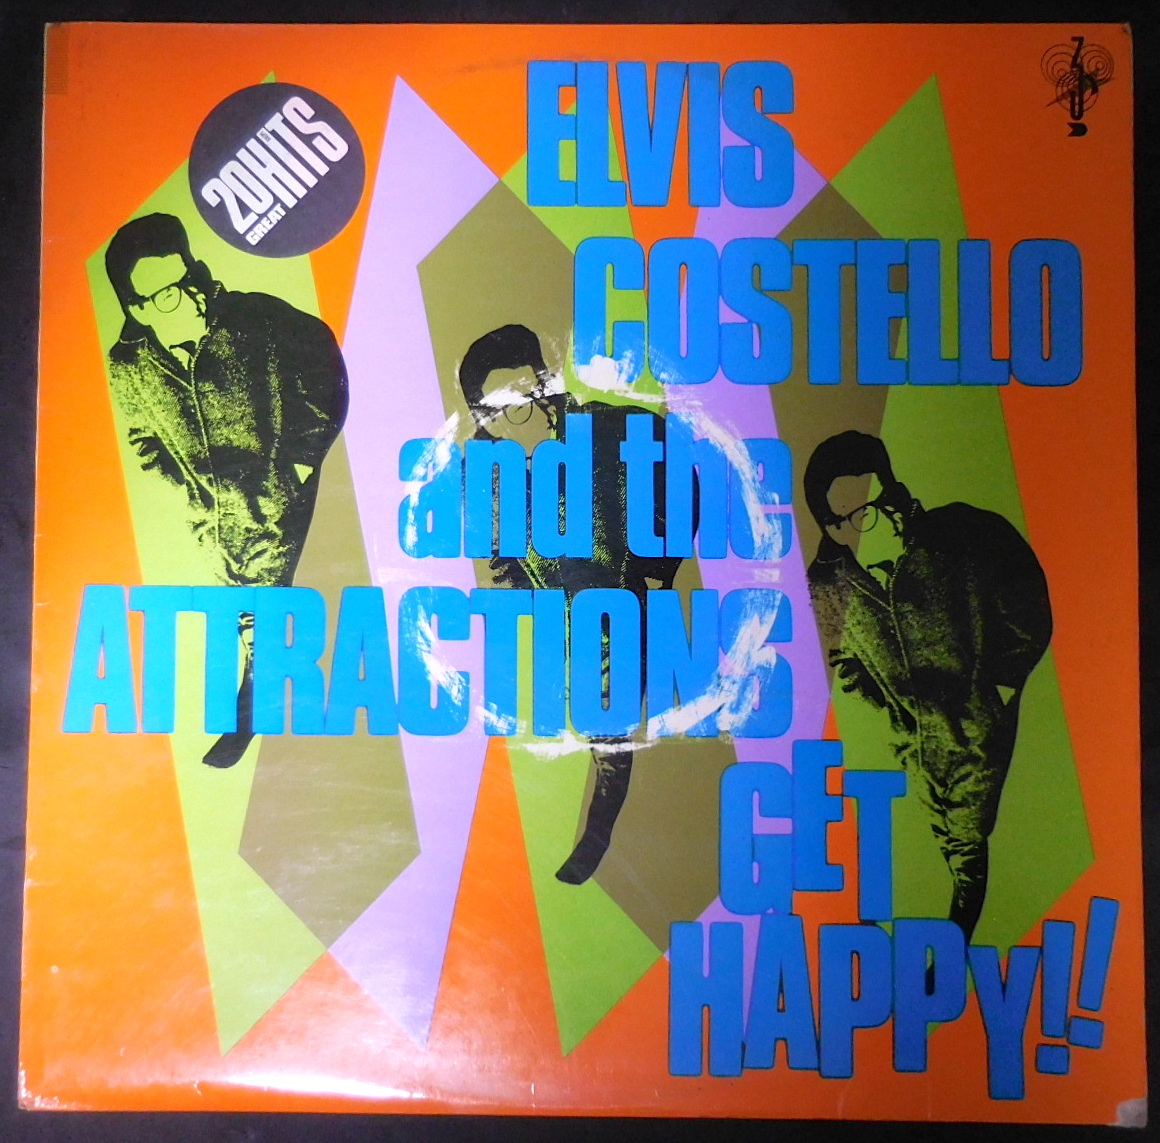 20 HITS
GREAT
ELVIS
COSTELLO
and the
ATTRACTIONS
GET
HAPPY!!